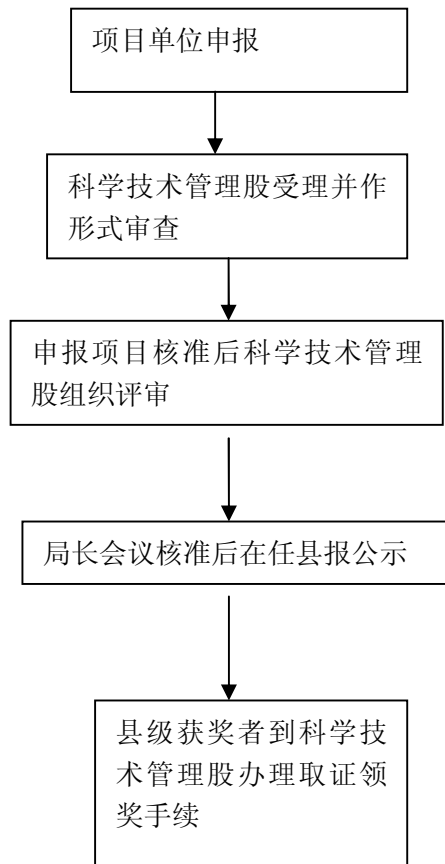 项目单位申报
科学技术管理股受理并作
形式审查
申报项目核准后科学技术管理
股组织评审
局长会议核准后在任县报公示
县级获奖者到科学技
术管理股办理取证领
奖手续